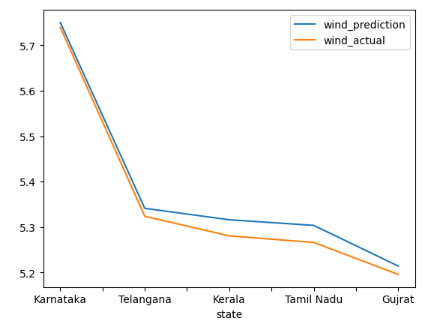 wind_prediction
wind_actual
5.7
5.6
5.5
5.4
5.3
5.2
Karnataka Telangana Kerala Tamil Nadu Gujrat
state